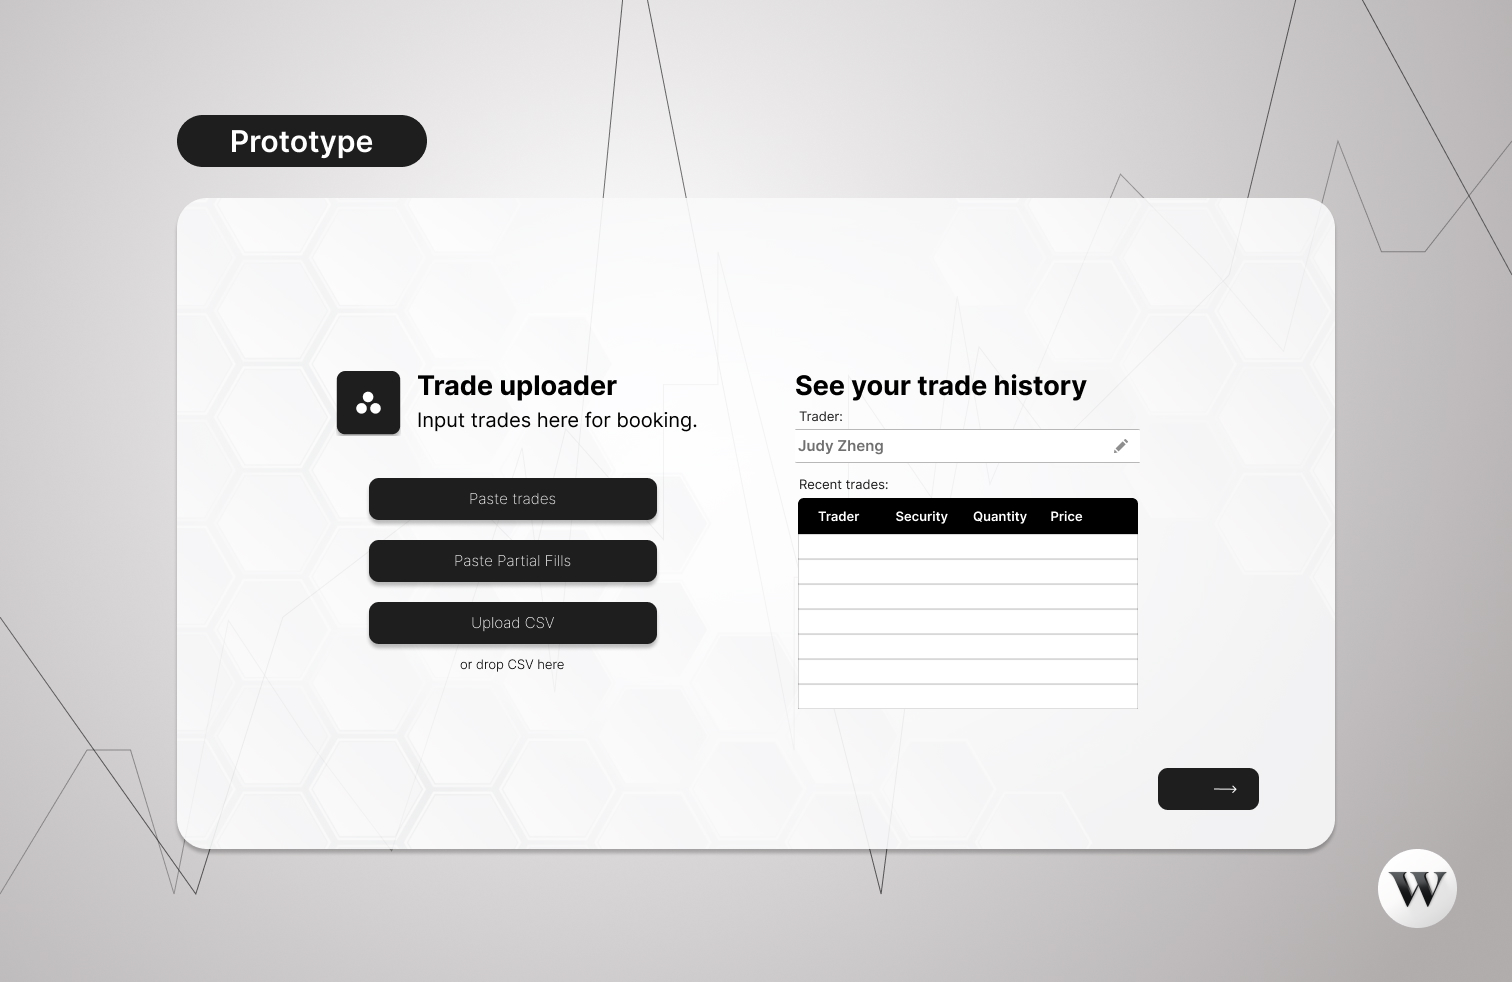 Prototype
Trade uploader
Input trades here for booking.
Paste trades
Paste Partial Fills
Upload CSV
or drop CSV here
See your trade history
Trader:
Judy Zheng
Recent trades:
Trader Security Quantity Price
W